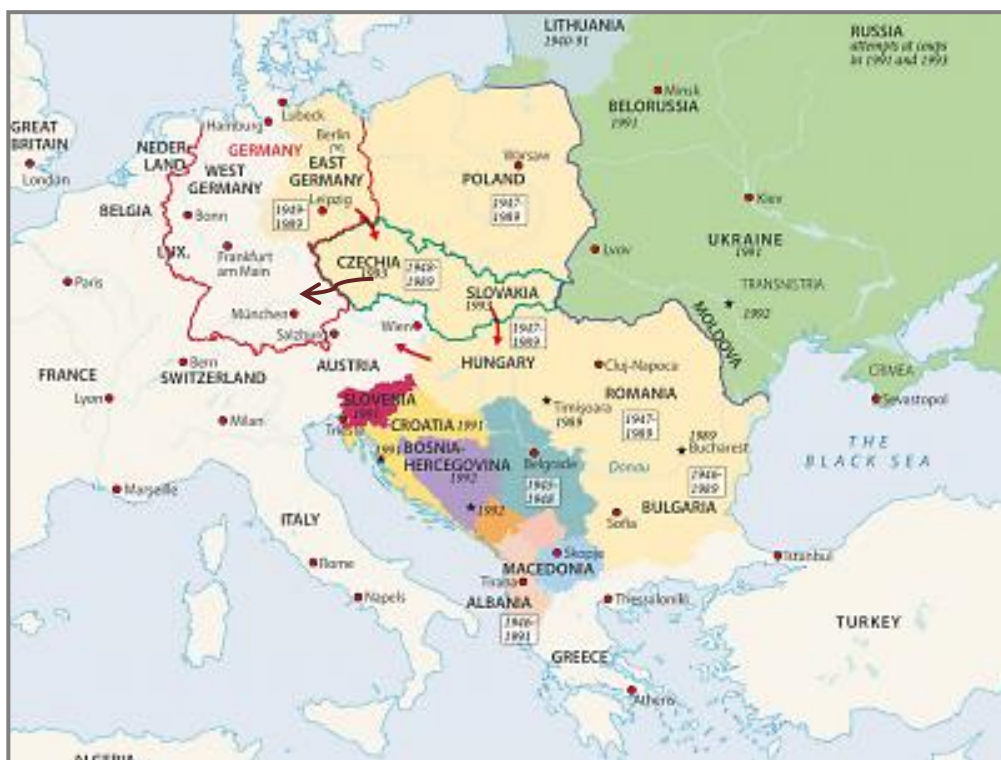 LITHUANIA
1940-91
RUSSIA
attempts at coups
in 1991 and 1993
Minsk
BELORUSSIA
1991
GREAT
BRITAIN
London
Lubeck
Hamburg
Berlin
NEDER-
LAND
GERMANY
WEST
GERMANY
EAST
GERMANY
Leipzig
1949-
1989
Warsaw
POLAND
1947-
1989
Kiev
BELGIA
Bonn
LUX.
Frankfurt
am Main
CZECHIA
1993
1948-
1989
Lvov
UKRAINE
1991
TRANSNISTRIA
1992
MOLDOVA
Paris
SLOVAKIA
1993
München
Salzburg
Wien
1947-
1989
HUNGARY
AUSTRIA
Bern
SWITZERLAND
FRANCE
Lyon
Milan
Cluj-Napoca
ROMANIA
Timişoara
1989
1947-
1989
1989
Bucharest
CRIMEA
Sevastopol
THE
BLACK SEA
SLOVENIA
1991
Trieste
CROATIA 1991
1991
BOSNIA-
HERCEGOVINA
1992
1992
Belgrade
1945-
1948
Donau
1946-
1989
BULGARIA
Sofia
Marseille
ITALY
Rome
Napels
Skopje
MACEDONIA
Tirana
ALBANIA
1946-
1991
Istanbul
Thessaloniki
TURKEY
GREECE
Athens
ALGERIA